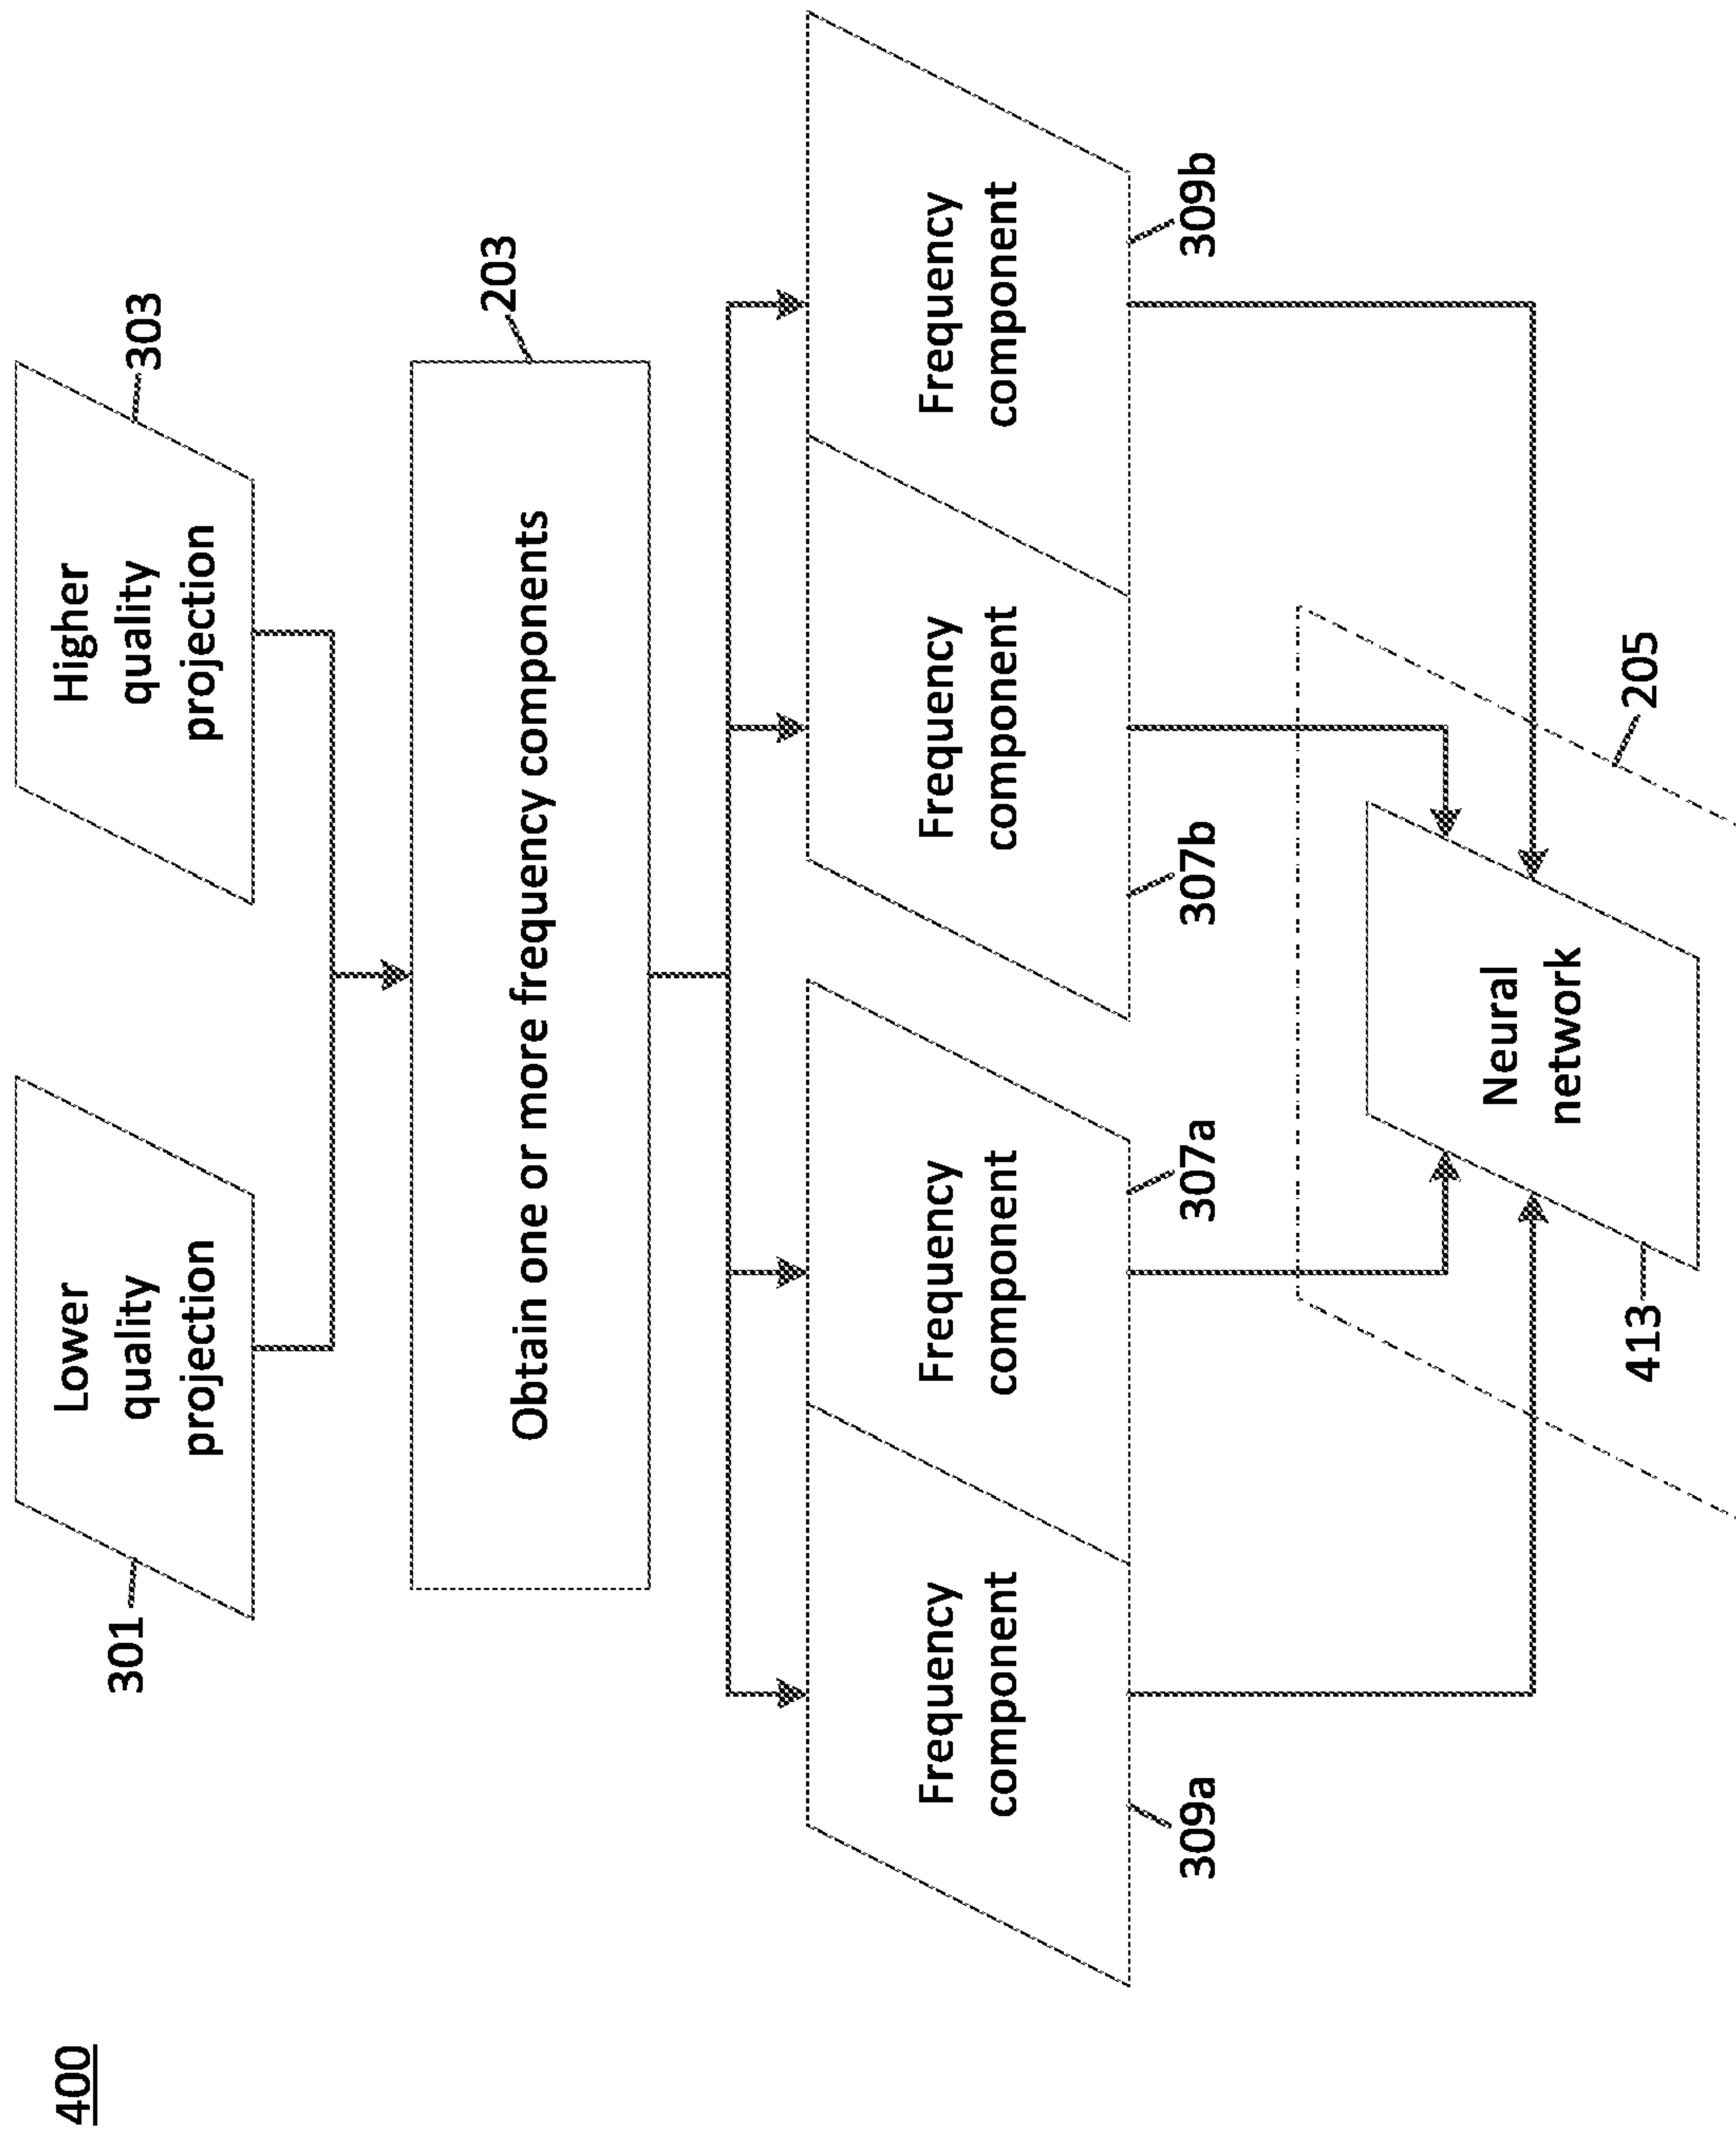 400
Lower
quality
projection
301
Higher
quality
projection
303
Obtain one or more frequency components
203
Frequency
component
309a
Frequency
component
307a
Frequency
component
307b
Frequency
component
309b
Neural
network
413
205